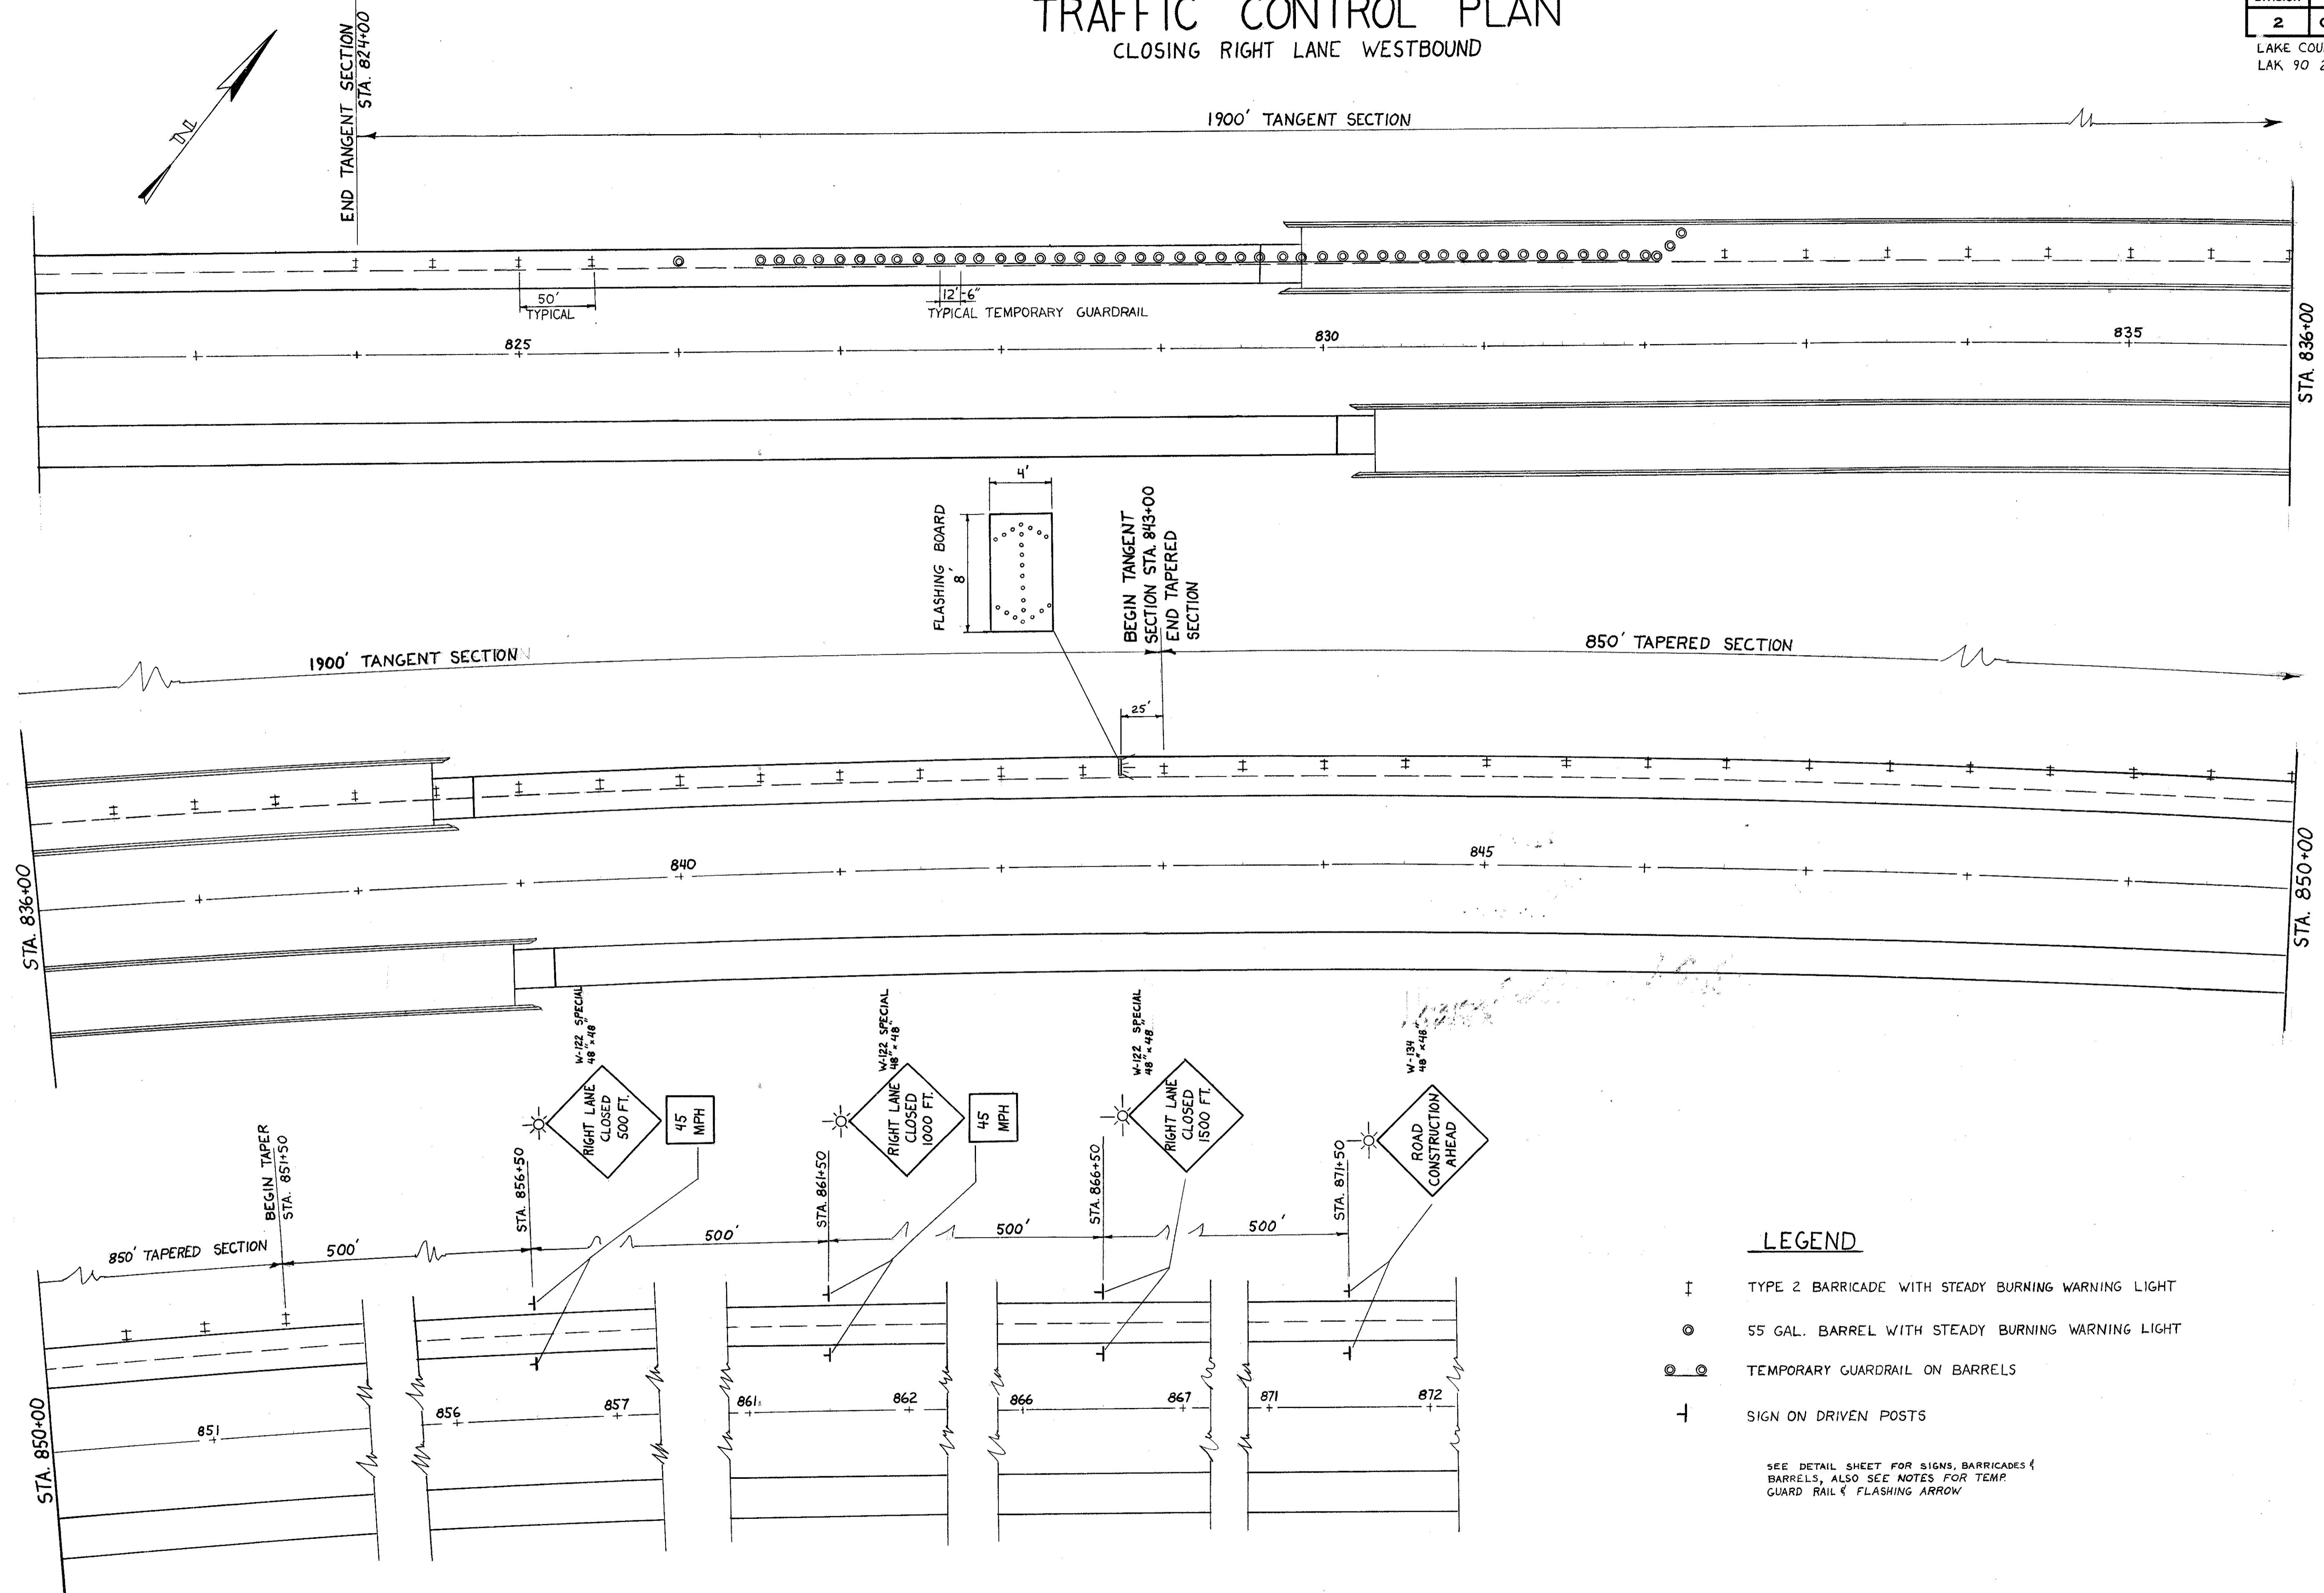 TRAFFIC CONTROL PLAN
CLOSING RIGHT LANE WESTBOUND
2
LAK 90
END TANGENT SECTION
STA. 824+00
N
1900' TANGENT SECTION
50'
TYPICAL
12'-6"
TYPICAL TEMPORARY GUARDRAIL
825
830
835
STA. 836+00
4'
FLASHING BOARD
8'
BEGIN TANGENT
SECTION STA. 843+00
END TAPERED
SECTION
1900' TANGENT SECTION
850' TAPERED SECTION
25'
840
845
STA. 836+00
STA. 850+00
W-122 SPECIAL
48" x 48"
RIGHT LANE
CLOSED
500 FT.
45
MPH
W-122 SPECIAL
48" x 48"
RIGHT LANE
CLOSED
1000 FT.
45
MPH
W-122 SPECIAL
48" x 48"
RIGHT LANE
CLOSED
1500 FT.
W-134
48" x 48"
ROAD
CONSTRUCTION
AHEAD
BEGIN TAPER
STA. 851+50
STA. 856+50
STA. 861+50
STA. 866+50
STA. 871+50
850' TAPERED SECTION
500'
500'
500'
500'
851
856
857
861
862
866
867
871
872
STA. 850+00
LEGEND
TYPE 2 BARRICADE WITH STEADY BURNING WARNING LIGHT
55 GAL. BARREL WITH STEADY BURNING WARNING LIGHT
TEMPORARY GUARDRAIL ON BARRELS
SIGN ON DRIVEN POSTS
SEE DETAIL SHEET FOR SIGNS, BARRICADES &
BARRELS, ALSO SEE NOTES FOR TEMP.
GUARD RAIL & FLASHING ARROW